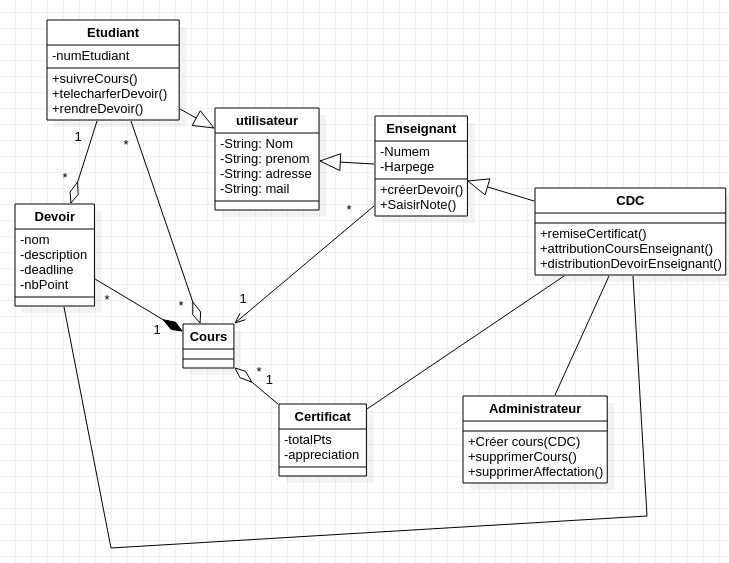 Etudiant
-numEtudiant
+suivreCours()
+telecharferDevoir()
+rendreDevoir()
utilisateur
-String: Nom
-String: prenom
-String: adresse
-String: mail
Enseignant
-Numem
-Harpege
+créerDevoir()
+SaisirNote()
CDC
+remiseCertificat()
+attributionCoursEnseignant()
+distributionDevoirEnseignant()
1
*
*
*
Devoir
-nom
-description
-deadline
-nbPoint
*
1
*
1
Cours
*
1
Certificat
-totalPts
-appreciation
Administrateur
+Créer cours(CDC)
+supprimerCours()
+supprimerAffectation()